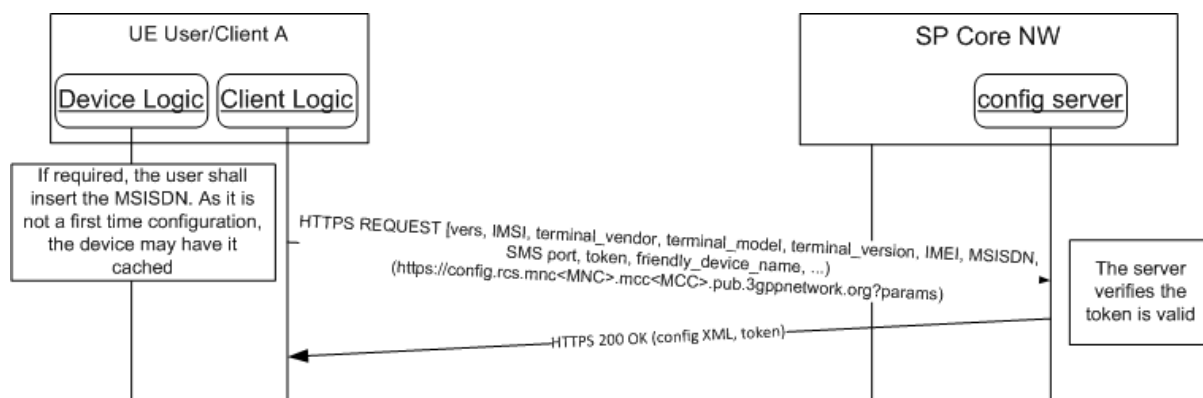 UE User/Client A
SP Core NW
Device Logic
Client Logic
config server
If required, the user shall
insert the MSISDN. As it is
not a first time configuration,
the device may have it
cached
HTTPS REQUEST [vers, IMSI, terminal_vendor, terminal_model, terminal_version, IMEI, MSISDN,
SMS port, token, friendly_device_name, ...)
(https://config.rcs.mnc<MNC>.mcc<MCC>.pub.3gppnetwork.org?params)
The server
verifies the
token is valid
HTTPS 200 OK (config XML, token)